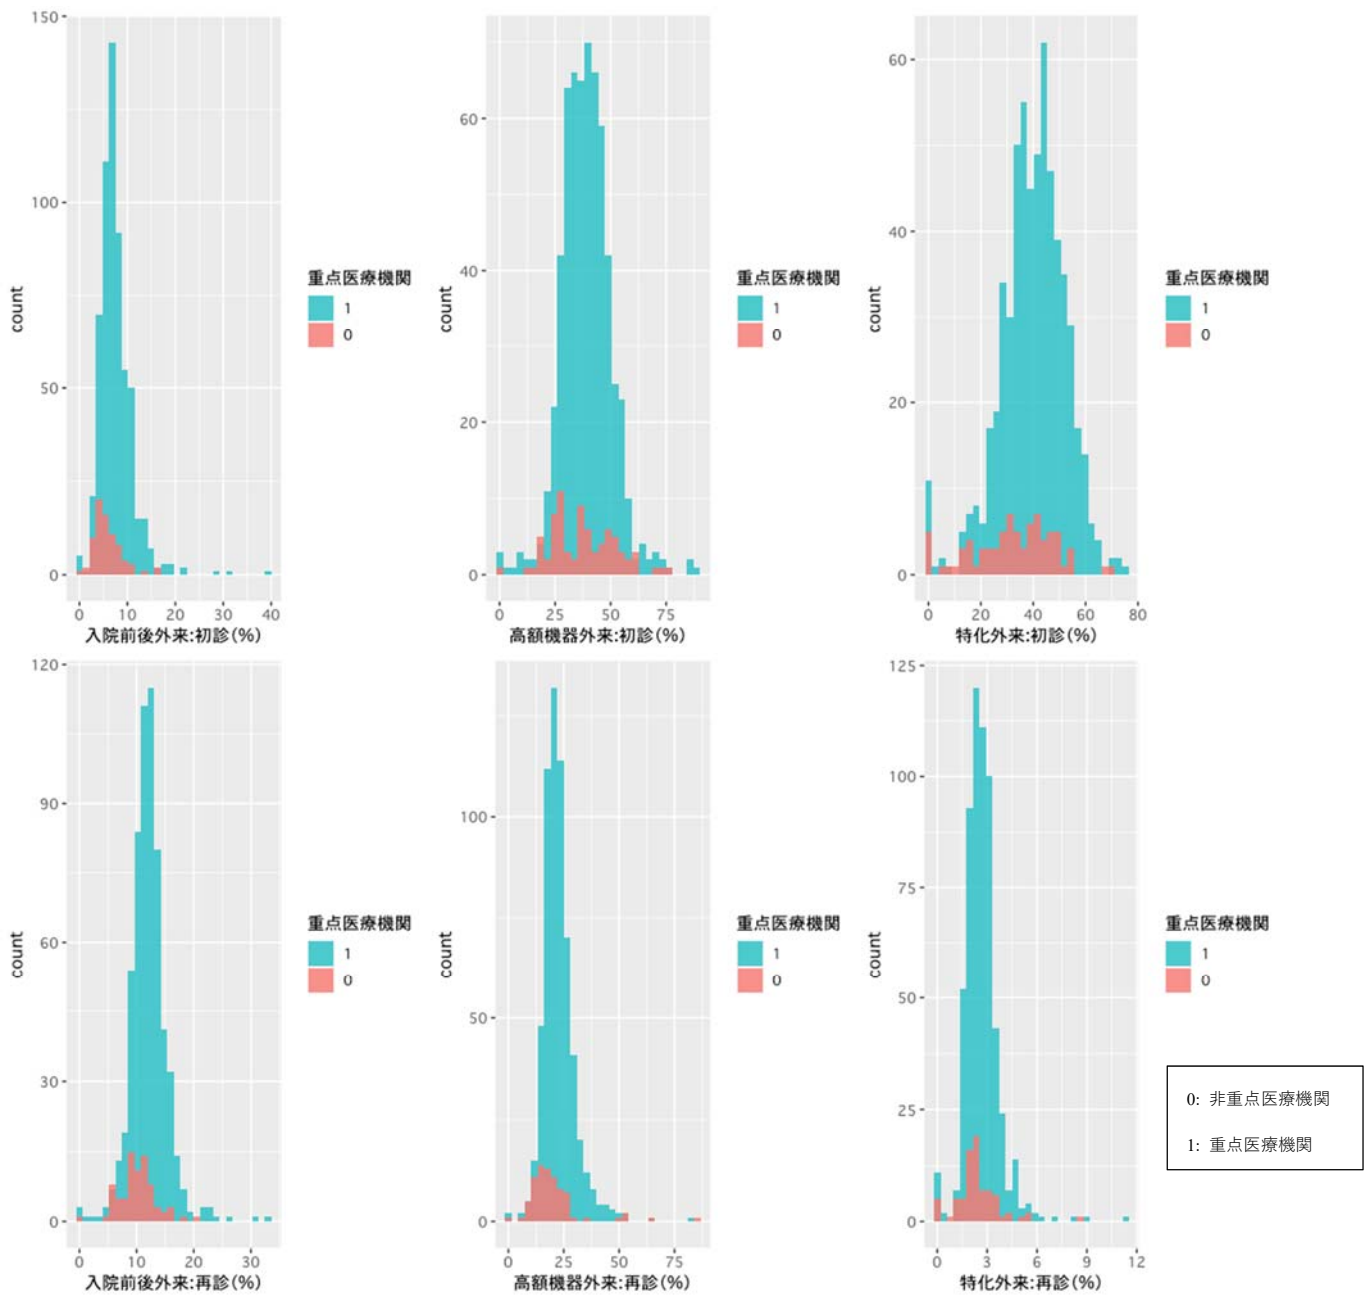 150
100
50
0
count
0 10 20 30 40
入院前後外来:初診(%)
重点医療機関
1
0
60
40
20
0
count
0 25 50 75
高額機器外来:初診(%)
重点医療機関
1
0
60
40
20
0
count
0 20 40 60 80
特化外来:初診(%)
重点医療機関
1
0
120
90
60
30
0
count
0 10 20 30
入院前後外来:再診(%)
重点医療機関
1
0
100
50
0
count
0 25 50 75
高額機器外来:再診(%)
重点医療機関
1
0
125
100
75
50
25
0
count
0 3 6 9 12
特化外来:再診(%)
重点医療機関
1
0
0: 非重点医療機関
1: 重点医療機関